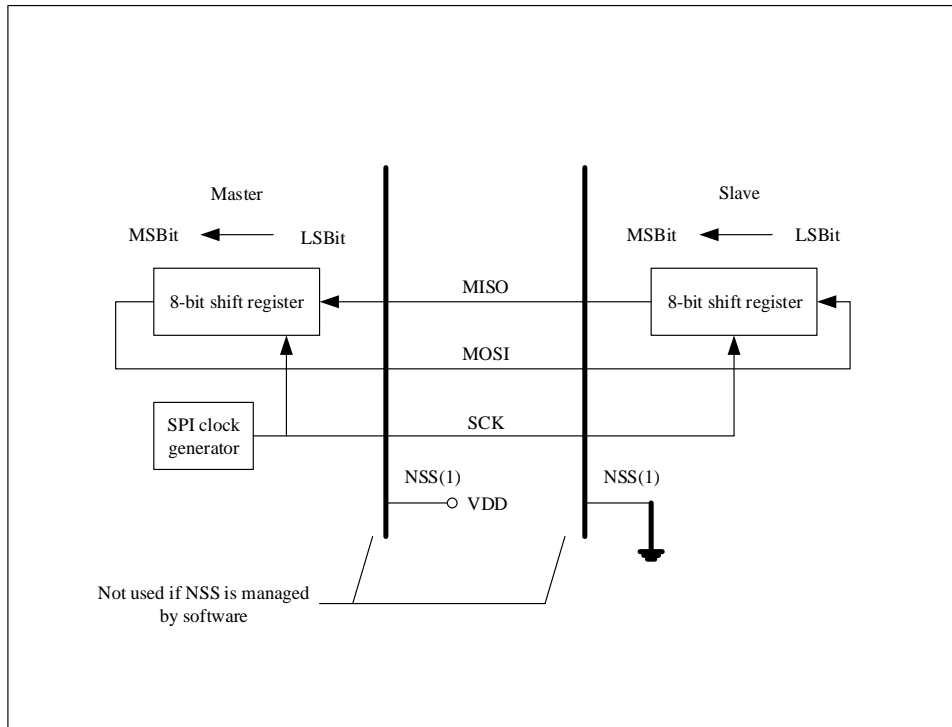 Master
Slave
MSBit
LSBit
MSBit
LSBit
8-bit shift register
MISO
8-bit shift register
MOSI
SPI clock
generator
SCK
NSS(1)
NSS(1)
VDD
Not used if NSS is managed
by software